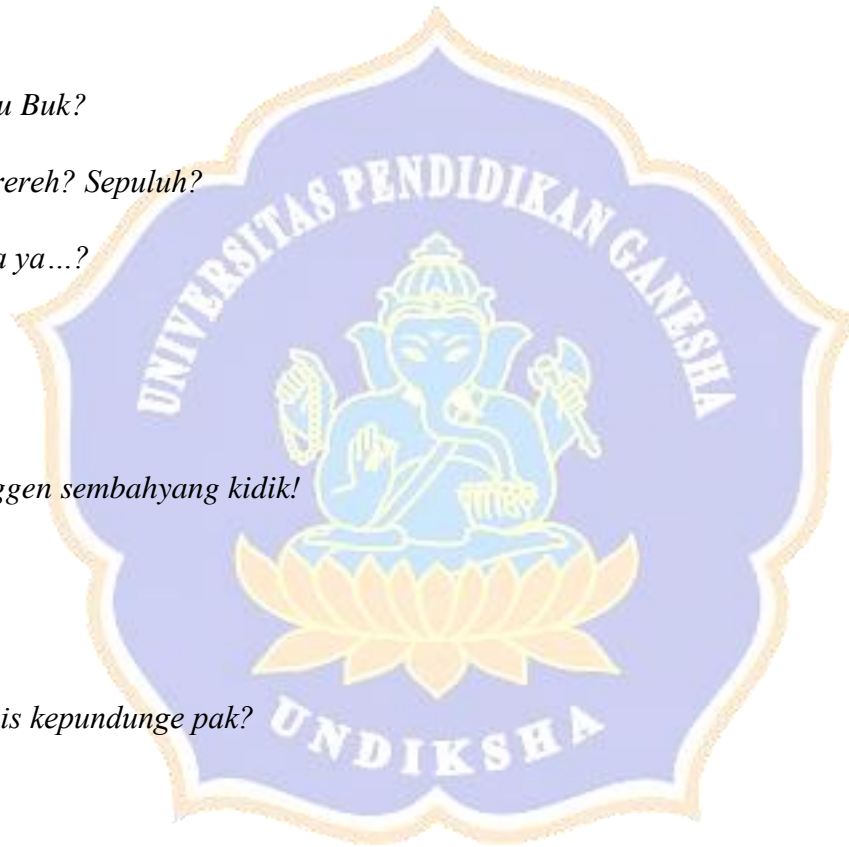 u Buk?
rereh? Sepuluh?
a ya…?
UNIVERSITAS PENDIDIKAN GANESHA
ggen sembahyang kidik!
is kepundunge pak?
UNDIKSHA